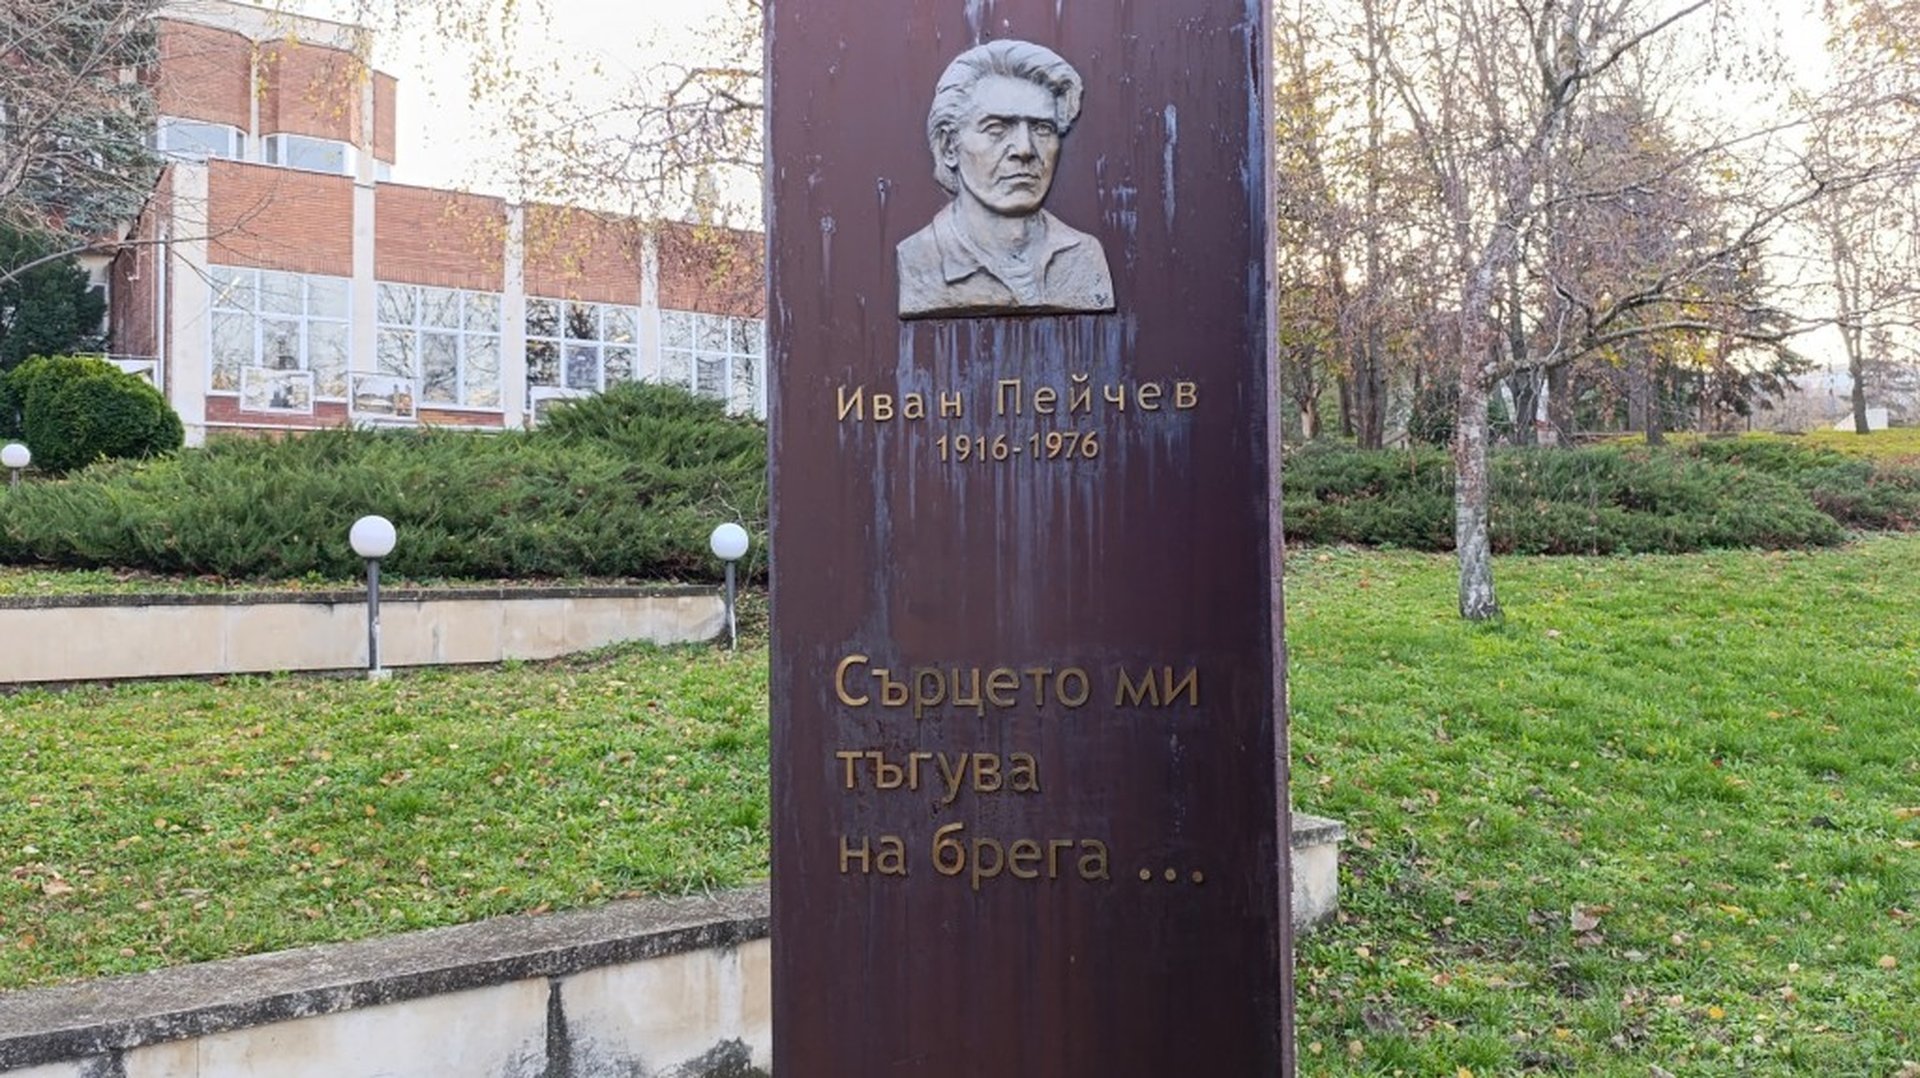 Иван Пейчев
1916-1976
Сърцето ми
тъгува
на брега ...